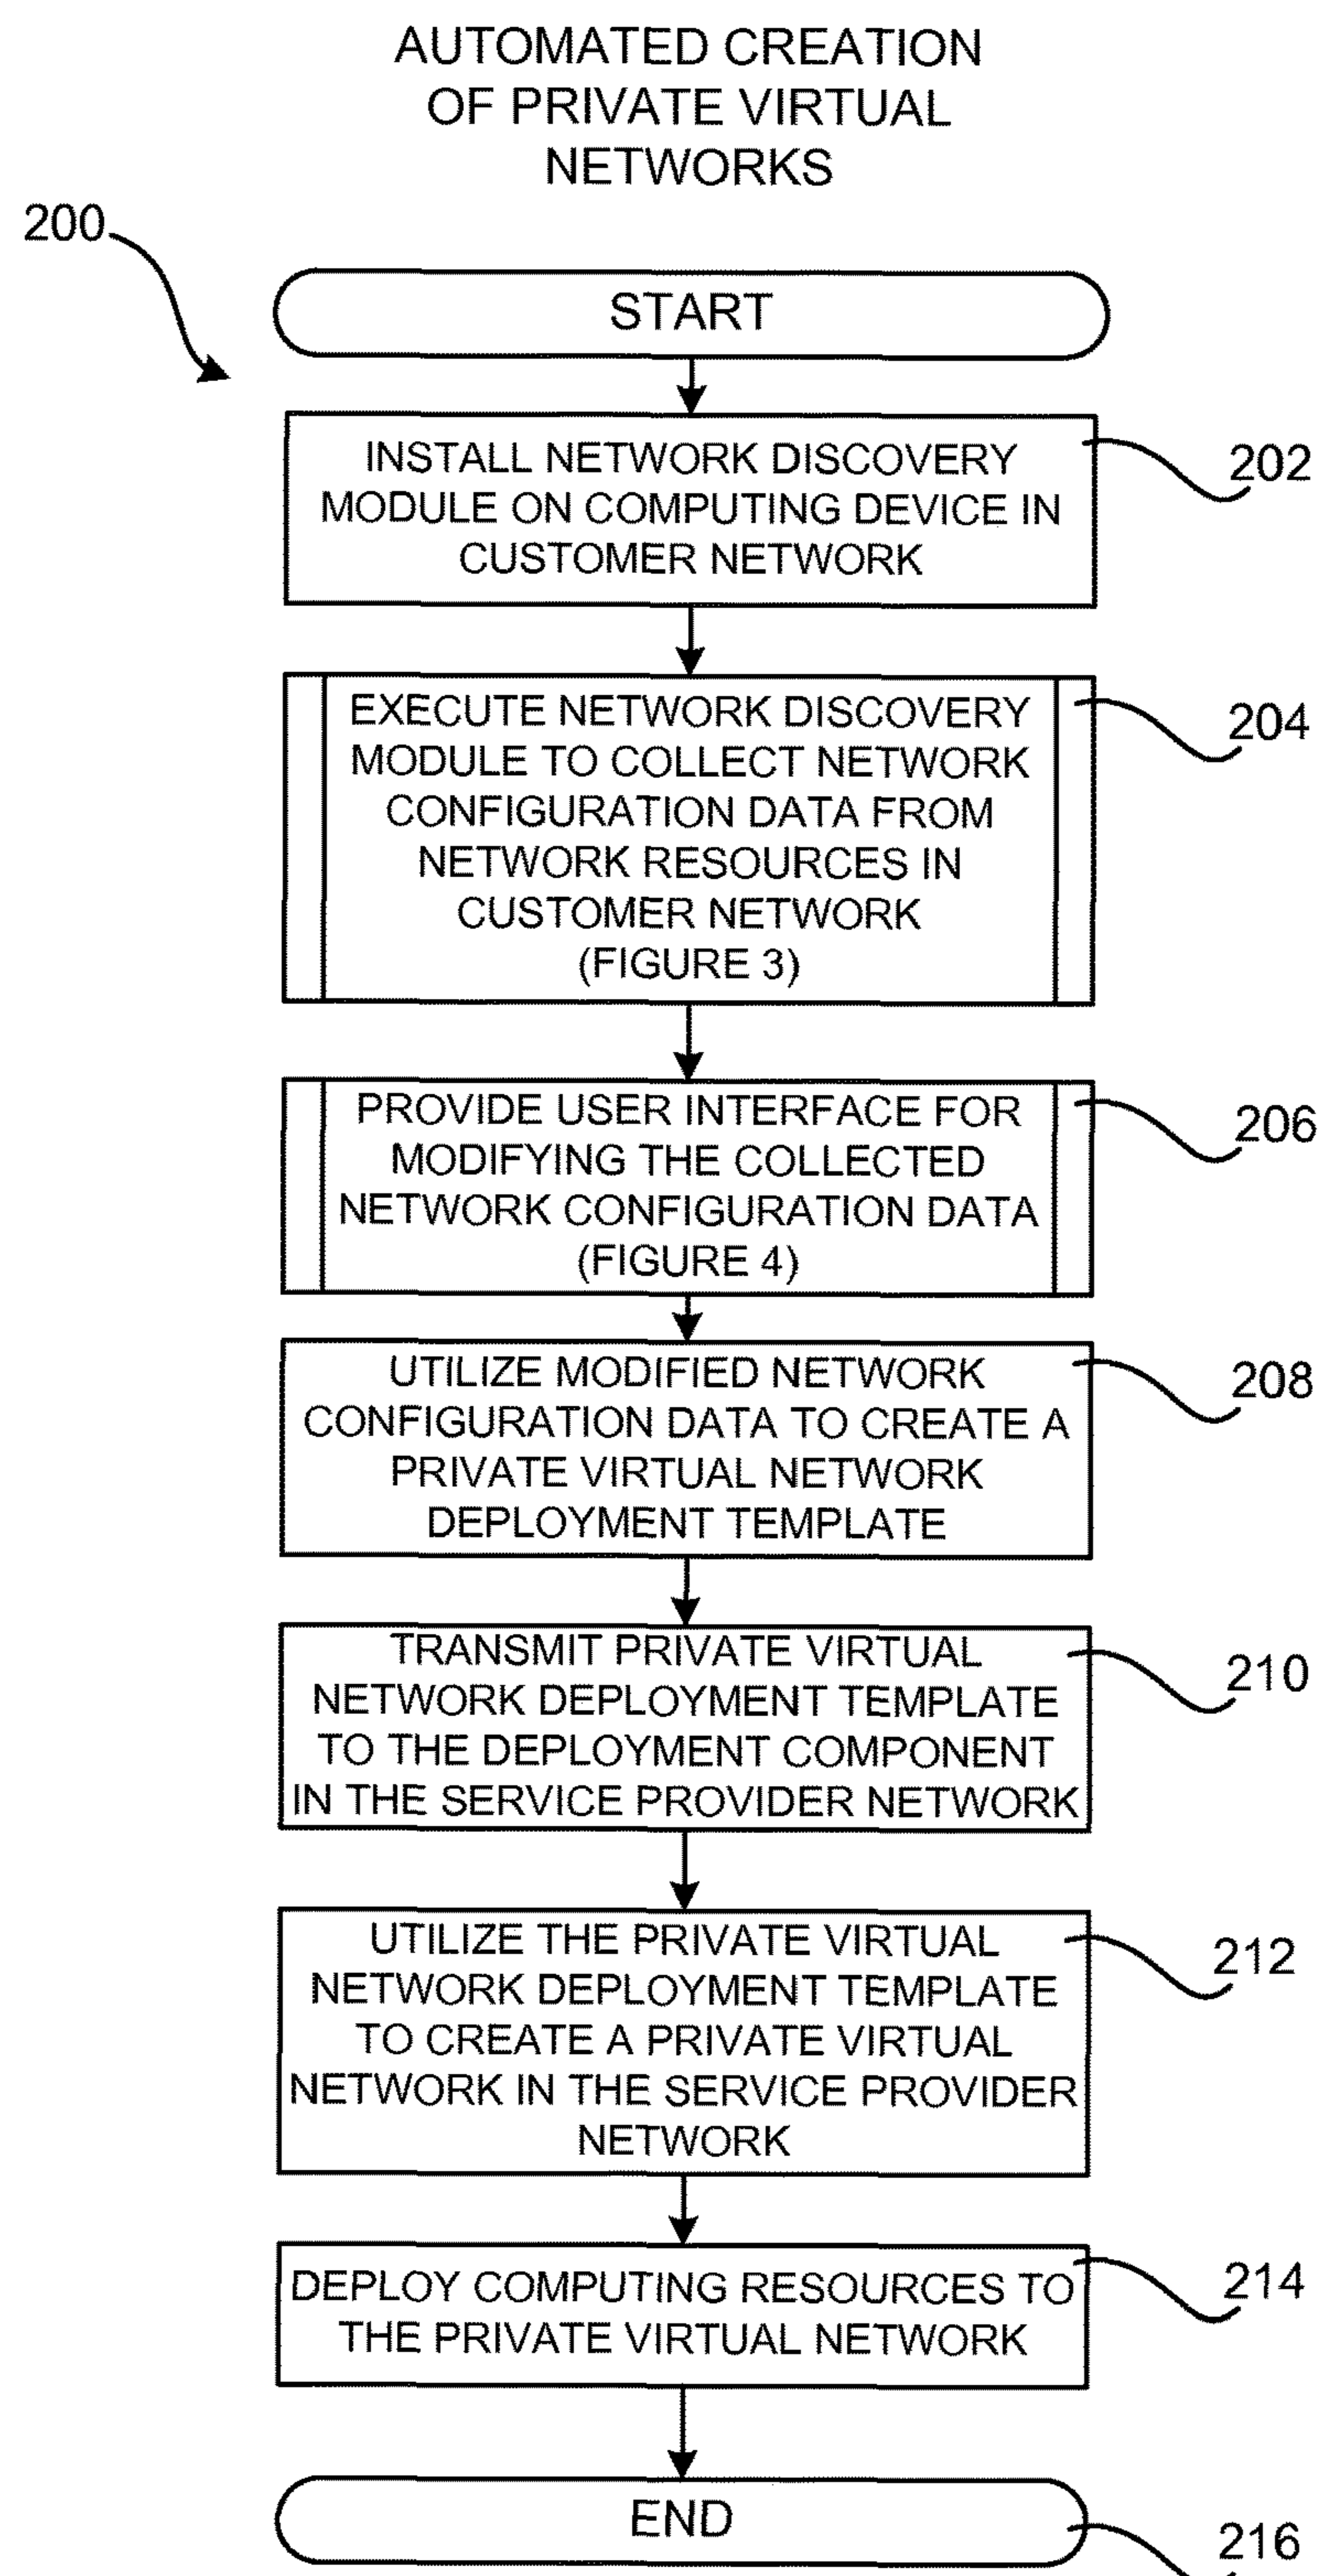 AUTOMATED CREATION
OF PRIVATE VIRTUAL
NETWORKS
200
START
INSTALL NETWORK DISCOVERY
MODULE ON COMPUTING DEVICE IN
CUSTOMER NETWORK
202
EXECUTE NETWORK DISCOVERY
MODULE TO COLLECT NETWORK
CONFIGURATION DATA FROM
NETWORK RESOURCES IN
CUSTOMER NETWORK
(FIGURE 3)
204
PROVIDE USER INTERFACE FOR
MODIFYING THE COLLECTED
NETWORK CONFIGURATION DATA
(FIGURE 4)
206
UTILIZE MODIFIED NETWORK
CONFIGURATION DATA TO CREATE A
PRIVATE VIRTUAL NETWORK
DEPLOYMENT TEMPLATE
208
TRANSMIT PRIVATE VIRTUAL
NETWORK DEPLOYMENT TEMPLATE
TO THE DEPLOYMENT COMPONENT
IN THE SERVICE PROVIDER NETWORK
210
UTILIZE THE PRIVATE VIRTUAL
NETWORK DEPLOYMENT TEMPLATE
TO CREATE A PRIVATE VIRTUAL
NETWORK IN THE SERVICE PROVIDER
NETWORK
212
DEPLOY COMPUTING RESOURCES TO
THE PRIVATE VIRTUAL NETWORK
214
END
216